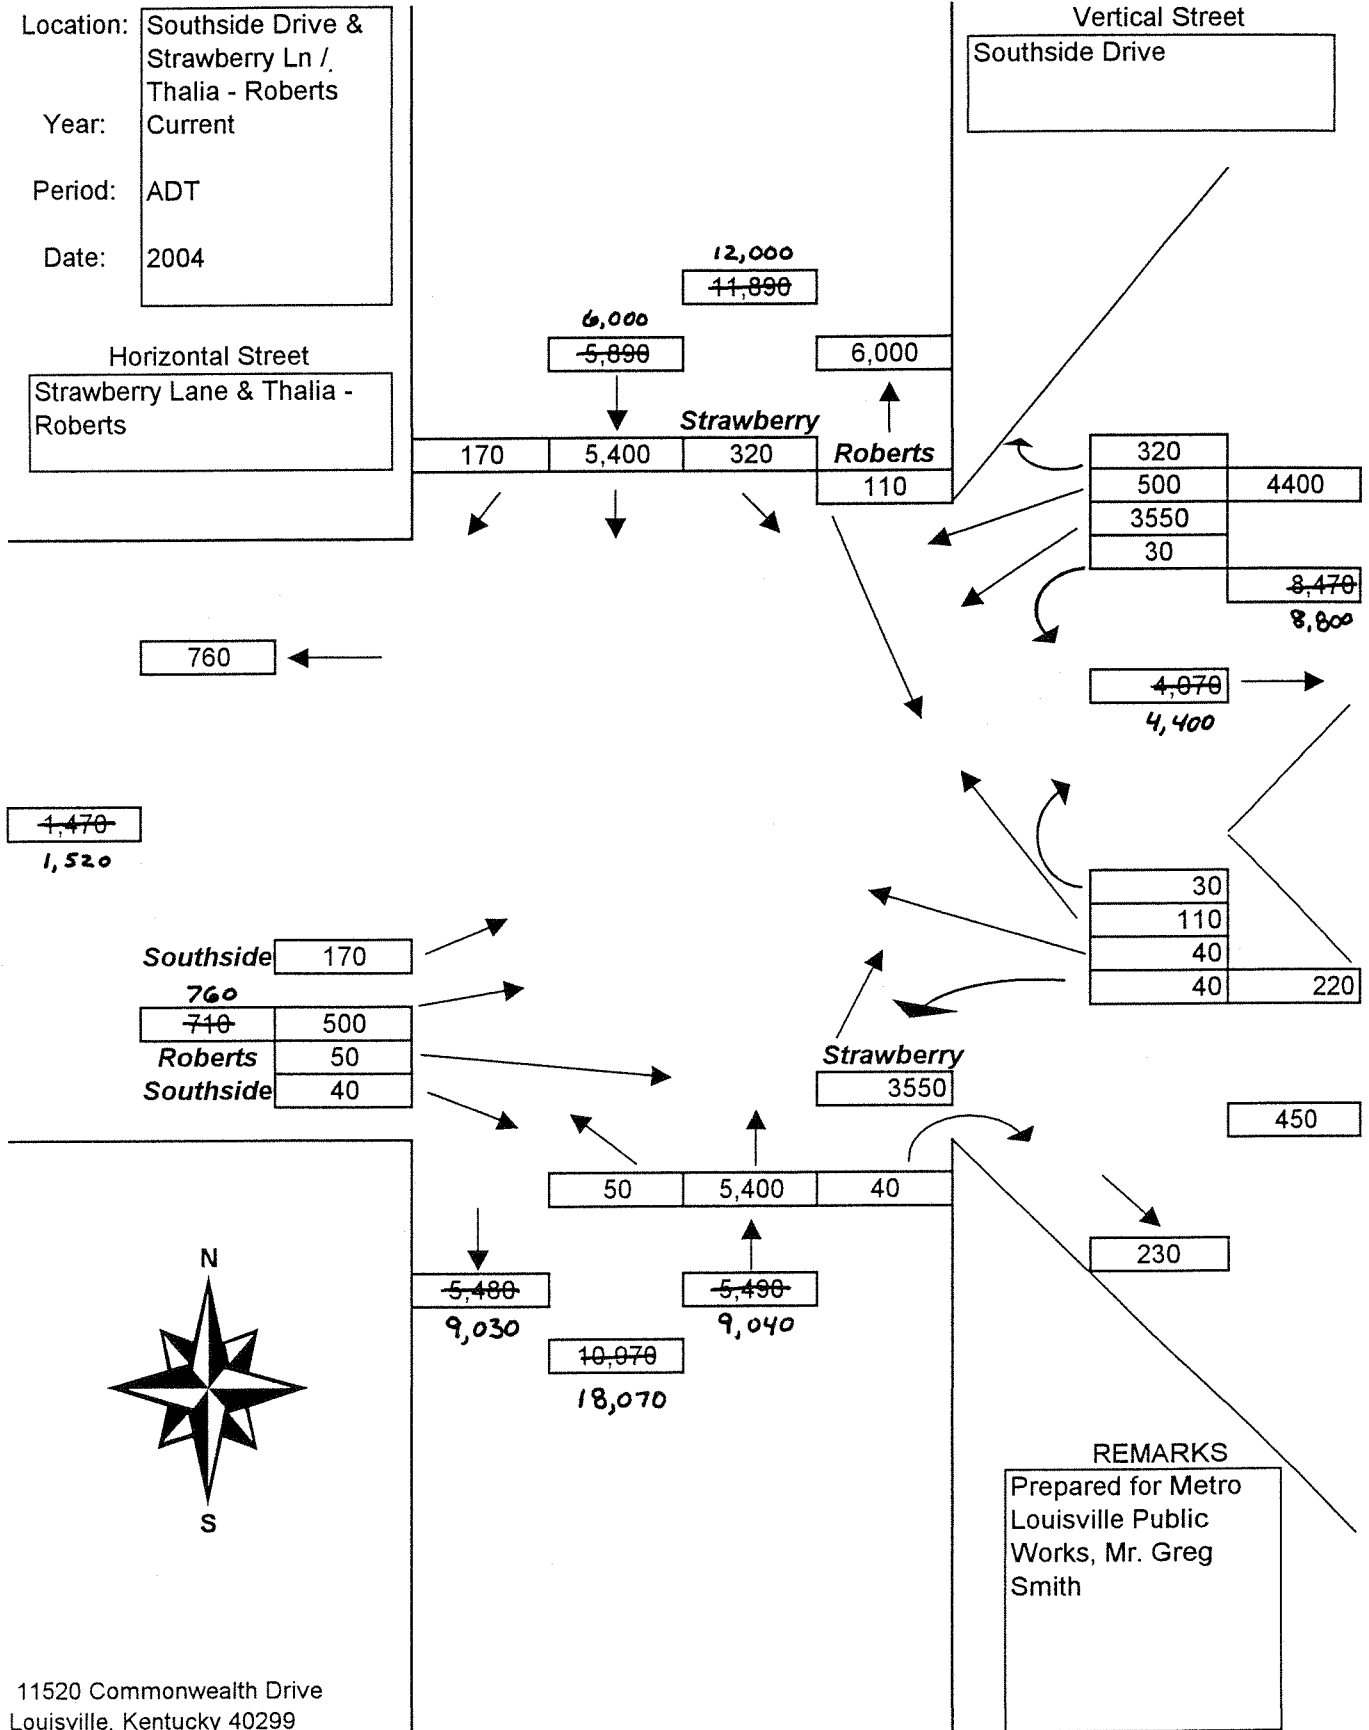 Location: Southside Drive &
Strawberry Ln /
Thalia - Roberts
Year: Current
Period: ADT
Date: 2004
Horizontal Street
Strawberry Lane & Thalia -
Roberts
Vertical Street
Southside Drive
12,000
11,890
6,000
5,890
6,000
Strawberry
170 5,400 320 Roberts
110
320
500 4400
3550
30
8,470
8,800
760
4,070
4,400
1,470
1,520
30
110
40
40 220
Southside 170
760
710 500
Roberts 50
Southside 40
Strawberry
3550
450
50 5,400 40
230
5,480
9,030
5,490
9,040
10,970
18,070
N
S
REMARKS
Prepared for Metro
Louisville Public
Works, Mr. Greg
Smith
11520 Commonwealth Drive
Louisville, Kentucky 40299